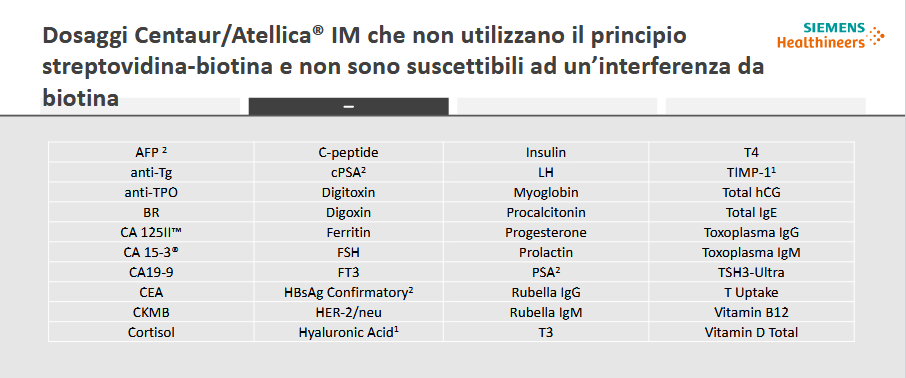 Dosaggi Centaur/Atellica® IM che non utilizzano il principio
streptovidina-biotina e non sono suscettibili ad un’interferenza da
biotina
SIEMENS
Healthineers
AFP ² C-peptide Insulin T4
anti-Tg cPSA² LH TIMP-1¹
anti-TPO Digitoxin Myoglobin Total hCG
BR Digoxin Procalcitonin Total IgE
CA 125II™ Ferritin Progesterone Toxoplasma IgG
CA 15-3® FSH Prolactin Toxoplasma IgM
CA19-9 FT3 PSA² TSH3-Ultra
CEA HBsAg Confirmatory² Rubella IgG T Uptake
CKMB HER-2/neu Rubella IgM Vitamin B12
Cortisol Hyaluronic Acid¹ T3 Vitamin D Total